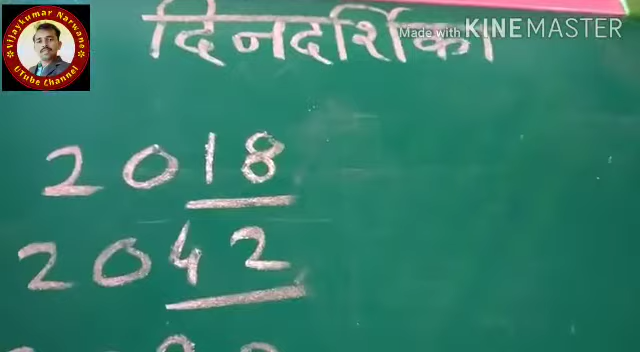 Vijaykumar Narwane
UTube Channel
दिनदर्शिका
Made with KINEMASTER
2018
2042